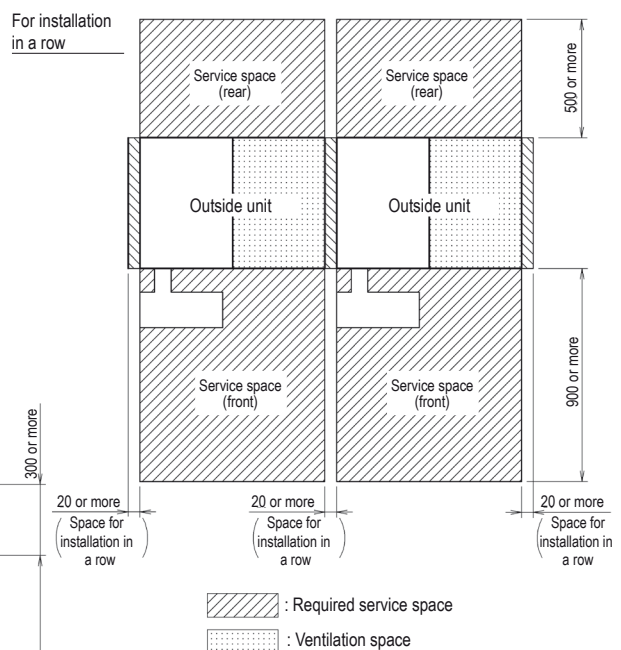 For installation
in a row
Service space
(rear)
Service space
(rear)
500 or more
Outside unit
Outside unit
Service space
(front)
Service space
(front)
900 or more
300 or more
20 or more
(Space for
installation in
a row)
20 or more
(Space for
installation in
a row)
20 or more
(Space for
installation in
a row)
: Required service space
: Ventilation space